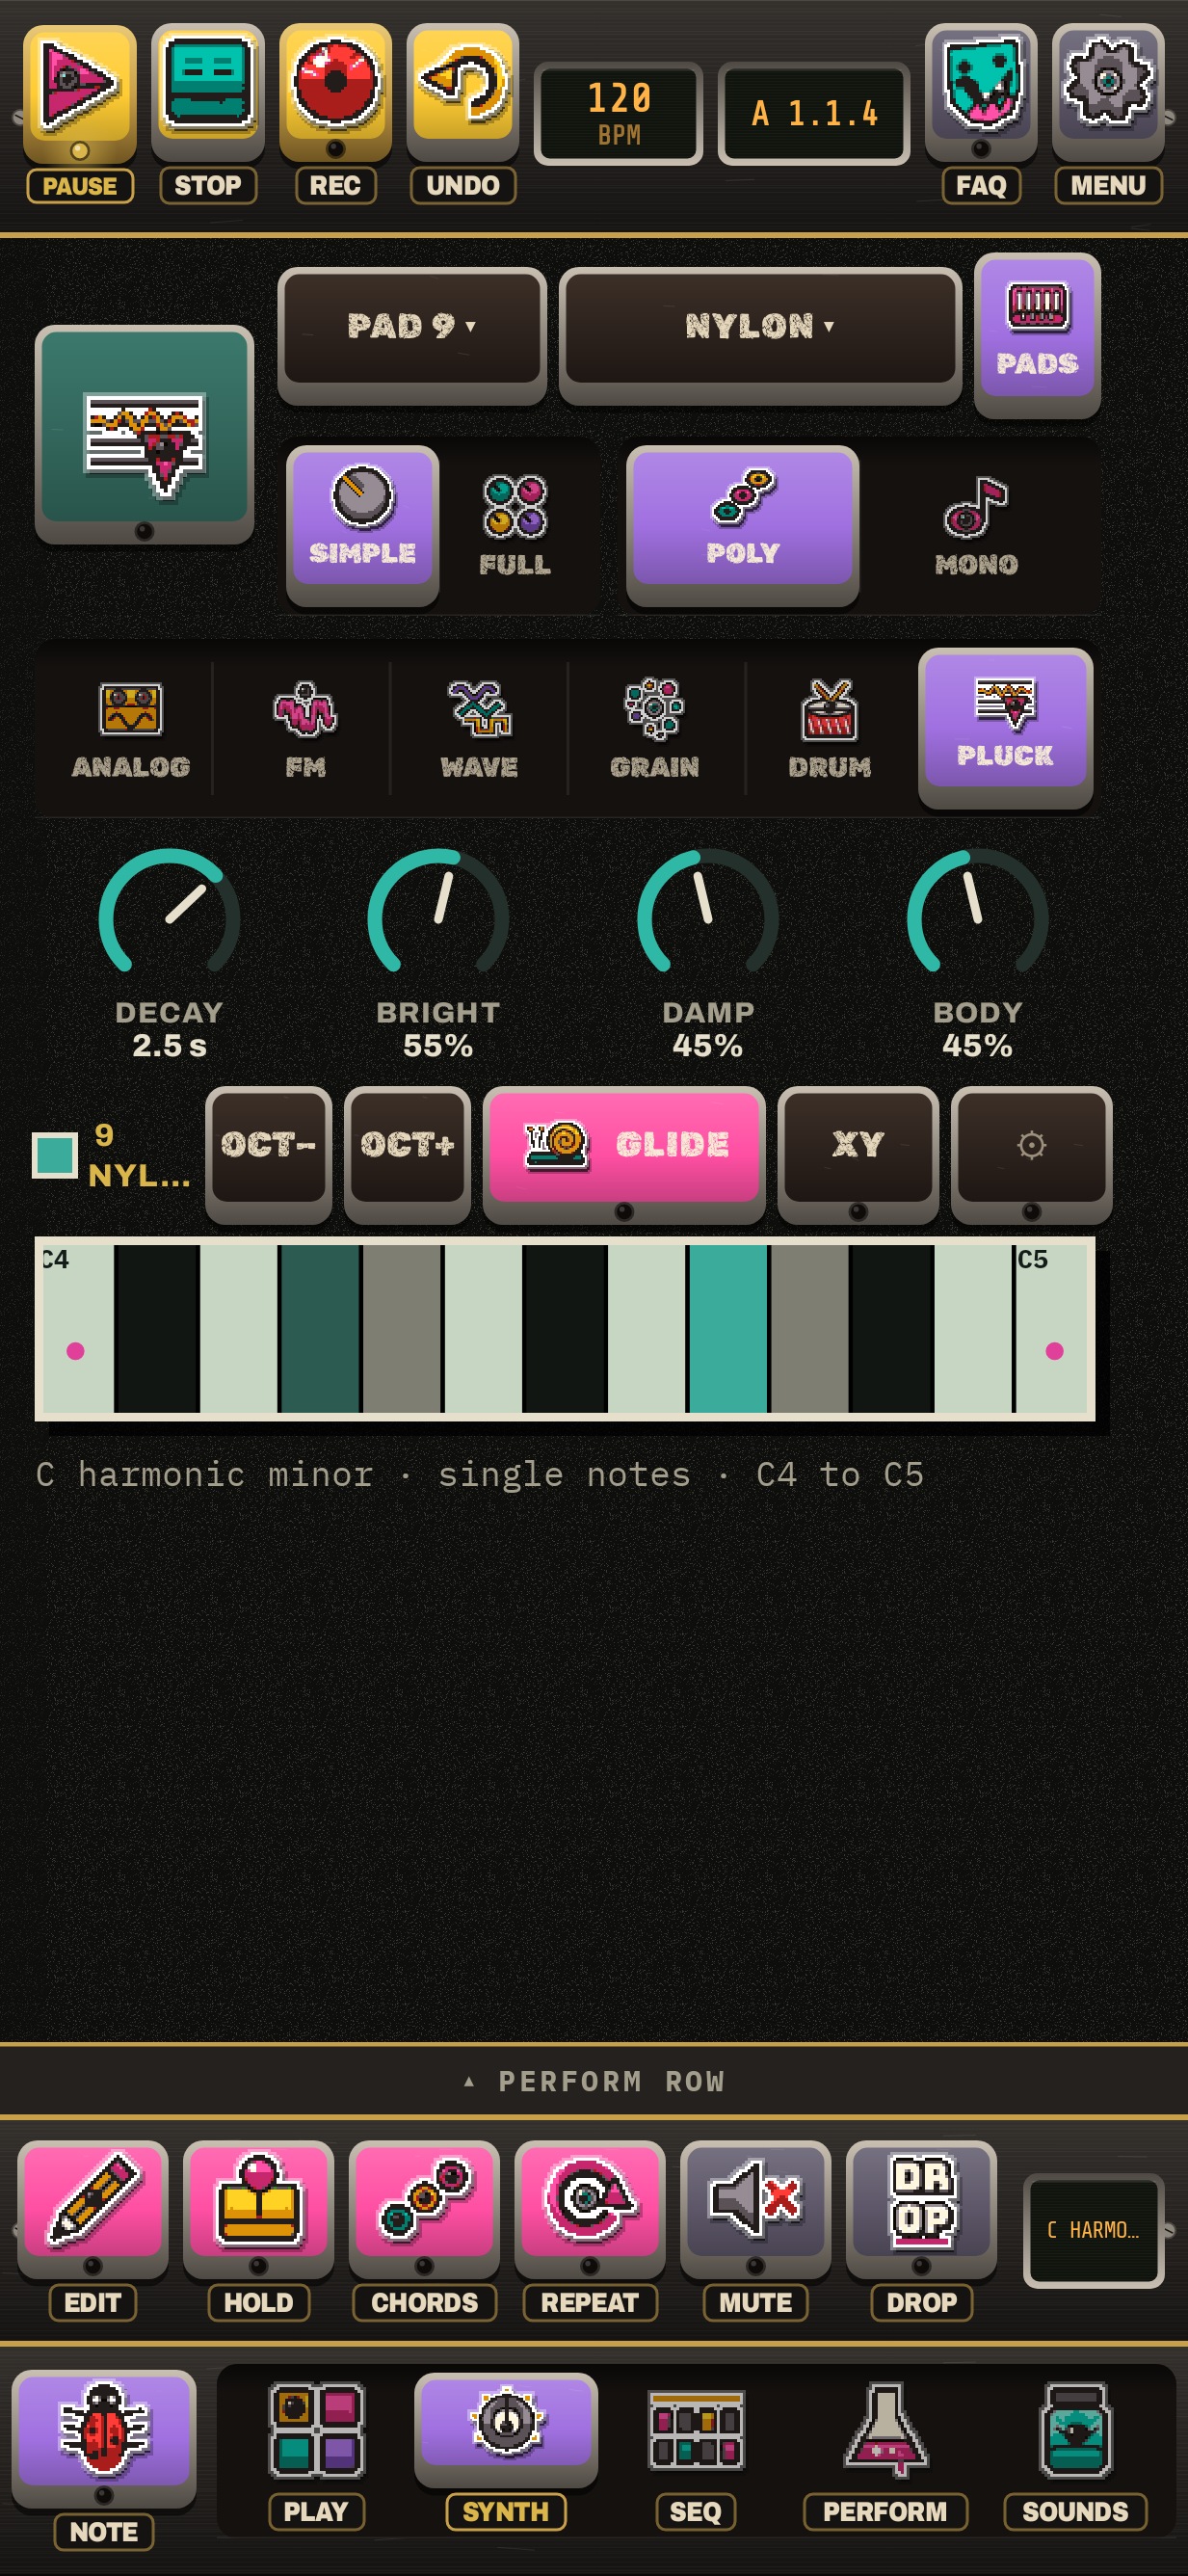 120
BPM
A 1.1.4
PAUSE
STOP
REC
UNDO
FAQ
MENU
PAD 9 ▾
NYLON ▾
PADS
SIMPLE
FULL
POLY
MONO
ANALOG
FM
WAVE
GRAIN
DRUM
PLUCK
DECAY
BRIGHT
DAMP
BODY
2.5 s
55%
45%
45%
9
NYL...
OCT-
OCT+
GLIDE
XY
C4
C5
C harmonic minor · single notes · C4 to C5
▴ PERFORM ROW
DR
OP
C HARMO…
EDIT
HOLD
CHORDS
REPEAT
MUTE
DROP
NOTE
PLAY
SYNTH
SEQ
PERFORM
SOUNDS